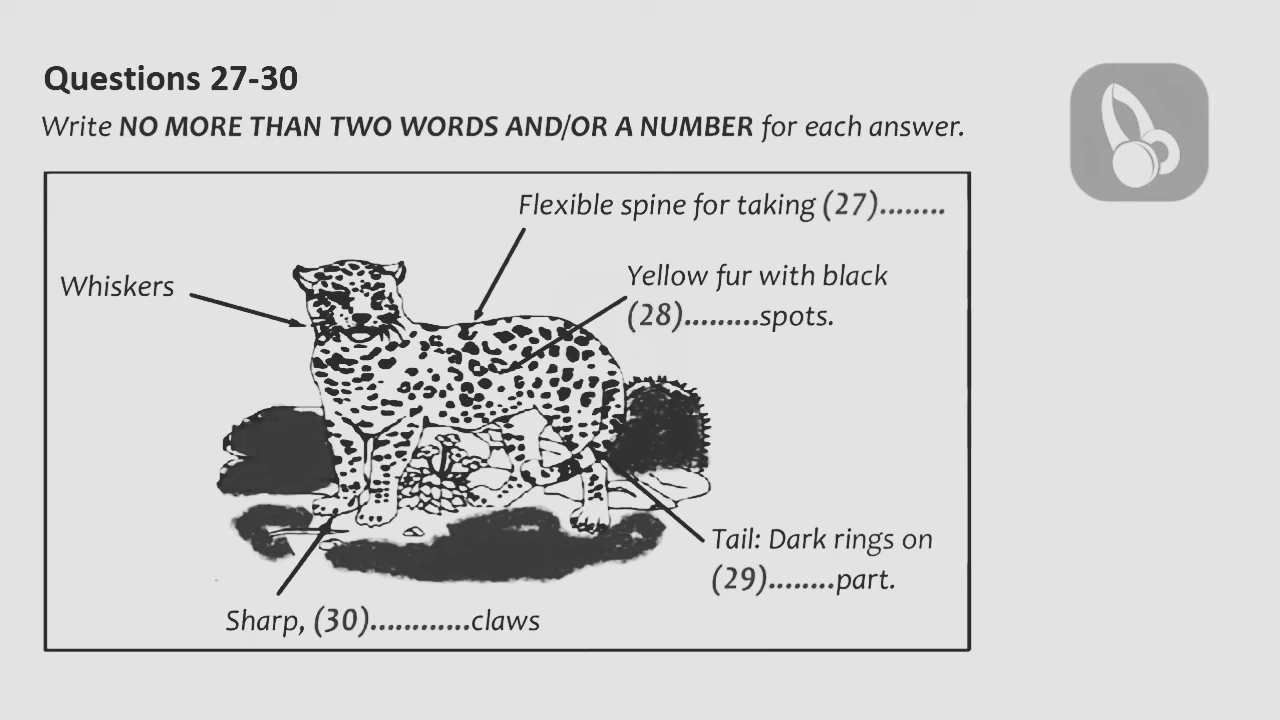 Questions 27-30
Write NO MORE THAN TWO WORDS AND/OR A NUMBER for each answer.
Flexible spine for taking (27)........
Whiskers
Yellow fur with black
(28).........spots.
Tail: Dark rings on
(29)........part.
Sharp, (30)............claws